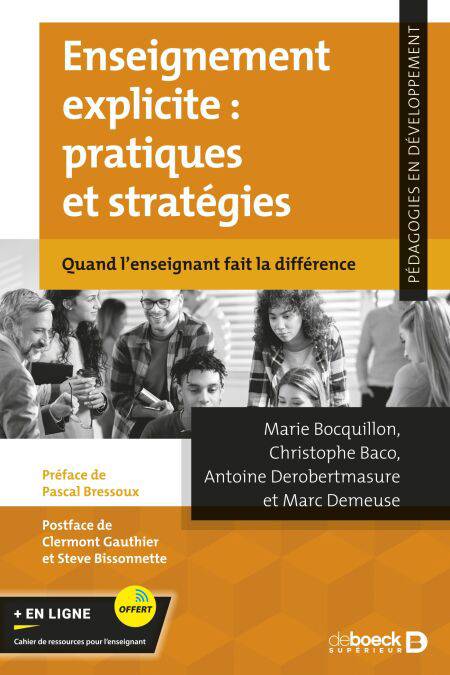 Enseignement
explicite :
pratiques
et stratégies
Quand l'enseignant fait la différence
PÉDAGOGIES EN DÉVELOPPEMENT
Marie Bocquillon,
Christophe Baco,
Antoine Derobertmasure
et Marc Demeuse
Préface de
Pascal Bressoux
Postface de
Clermont Gauthier
et Steve Bissonnette
+ EN LIGNE
OFFERT
Cahier de ressources pour l'enseignant
deboeck B
SUPÉRIEUR